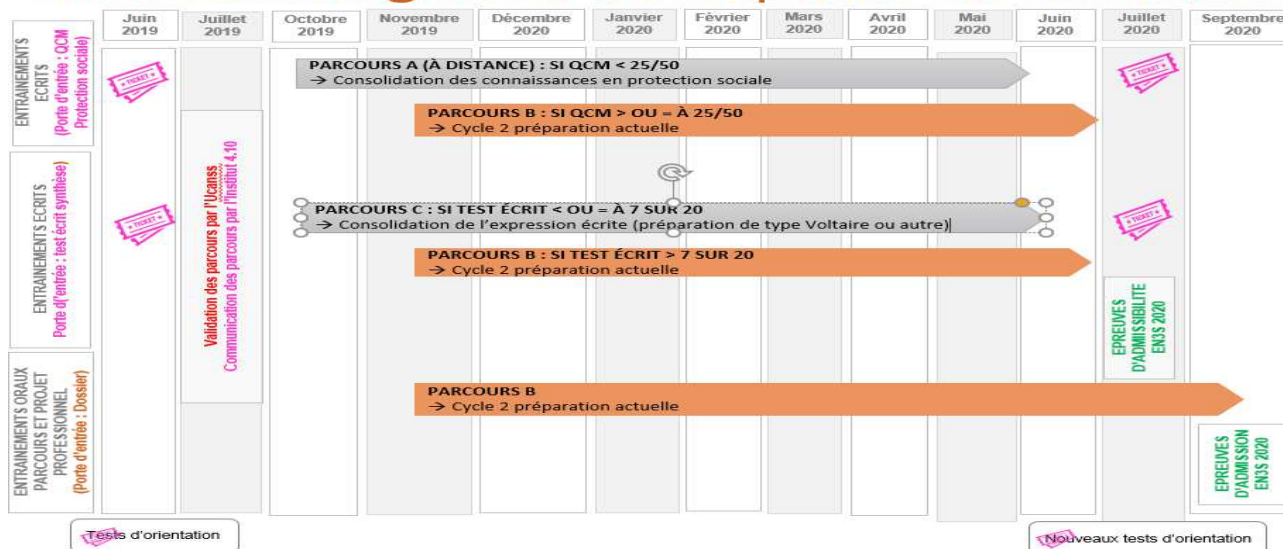 Juin
2019
Juillet
2019
Octobre
2019
Novembre
2019
Décembre
2020
Janvier
2020
Février
2020
Mars
2020
Avril
2020
Mai
2020
Juin
2020
Juillet
2020
Septembre
2020
ENTRAINEMENTS
ECRITS
(Porte d'entrée : QCM
Protection sociale)
TICKET
TICKET
PARCOURS A (À DISTANCE) : SI QCM < 25/50
→ Consolidation des connaissances en protection sociale
PARCOURS B : SI QCM > OU = À 25/50
→ Cycle 2 préparation actuelle
Validation des parcours par l'Ucanss
Communication des parcours par l'Institut 4.10
ENTRAINEMENTS ECRITS
Porte d('entrée : test écrit synthèse)
TICKET
TICKET
PARCOURS C : SI TEST ÉCRIT < OU = À 7 SUR 20
→ Consolidation de l'expression écrite (préparation de type Voltaire ou autre)
PARCOURS B : SI TEST ÉCRIT > 7 SUR 20
→ Cycle 2 préparation actuelle
EPREUVES
D'ADMISSIBILITE
EN3S 2020
ENTRAINEMENTS ORAUX
PARCOURS ET PROJET
PROFESSIONNEL
(Porte d'entrée : Dossier)
PARCOURS B
→ Cycle 2 préparation actuelle
EPREUVES
D'ADMISSION
EN3S 2020
Tests d'orientation
Nouveaux tests d'orientation